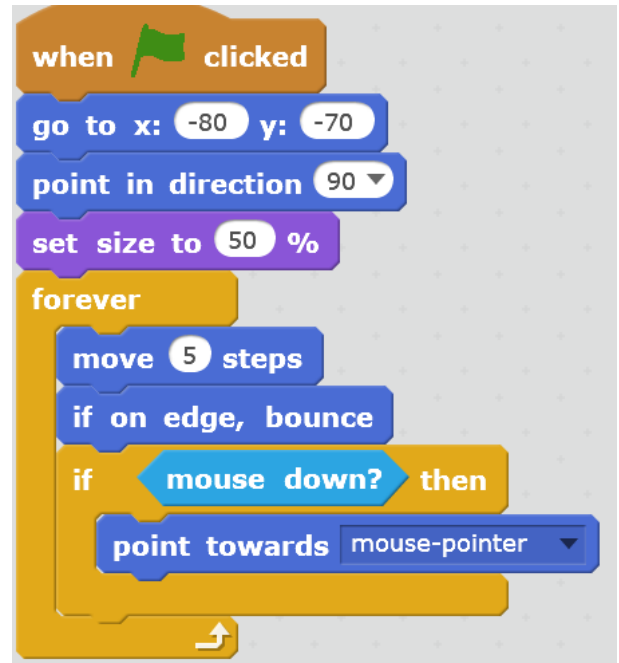 when clicked
go to x: -80 y: -70
point in direction 90
set size to 50 %
forever
move 5 steps
if on edge, bounce
if mouse down? then
point towards mouse-pointer